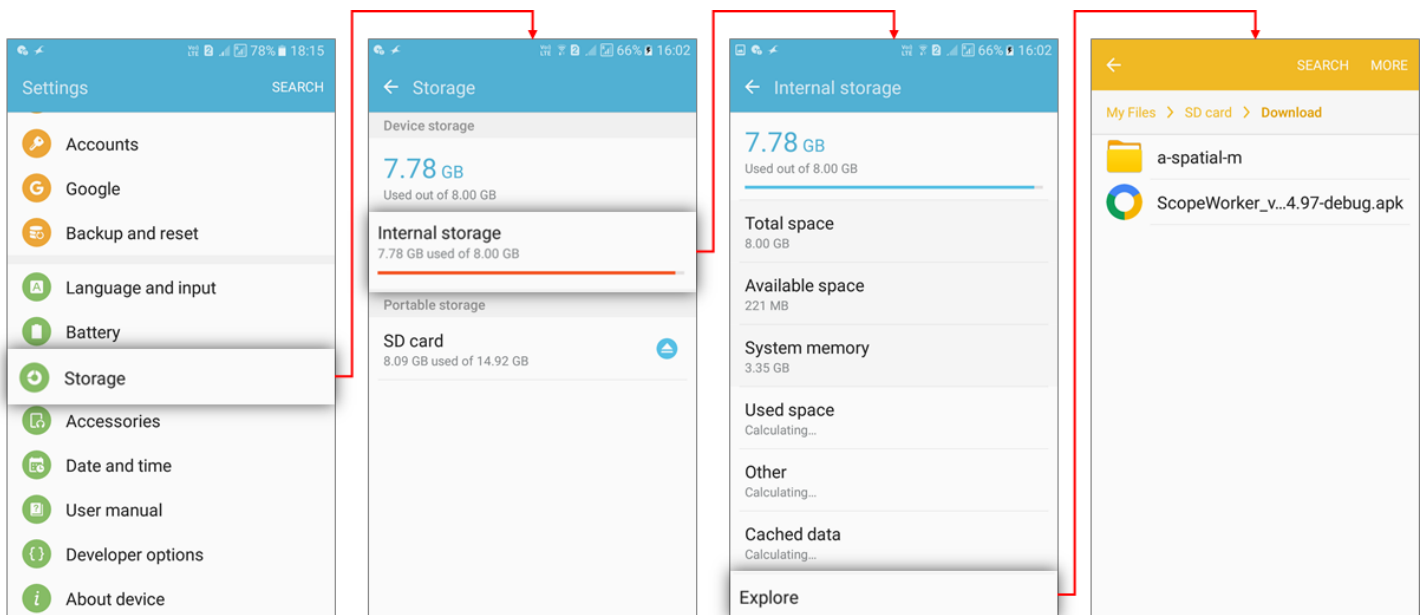 78% 18:15
Settings
SEARCH
Accounts
Google
Backup and reset
Language and input
Battery
Storage
Accessories
Date and time
User manual
Developer options
About device
66% 16:02
Storage
Device storage
7.78 GB
Used out of 8.00 GB
Internal storage
7.78 GB used of 8.00 GB
Portable storage
SD card
8.09 GB used of 14.92 GB
66% 16:02
Internal storage
7.78 GB
Used out of 8.00 GB
Total space
8.00 GB
Available space
221 MB
System memory
3.35 GB
Used space
Calculating...
Other
Calculating...
Cached data
Calculating...
Explore
SEARCH MORE
My Files > SD card > Download
a-spatial-m
ScopeWorker_v...4.97-debug.apk